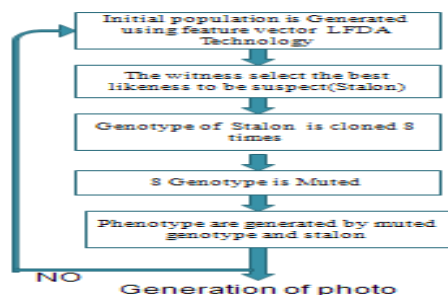 Initial population is Generated
using feature vector LFDA
Technology
The witness select the best
likeness to be suspect(Stalon)
Genotype of Stalon is cloned 8
times
8 Genotype is Muted
Phenotype are generated by muted
genotype and stalon
NO
Generation of photo